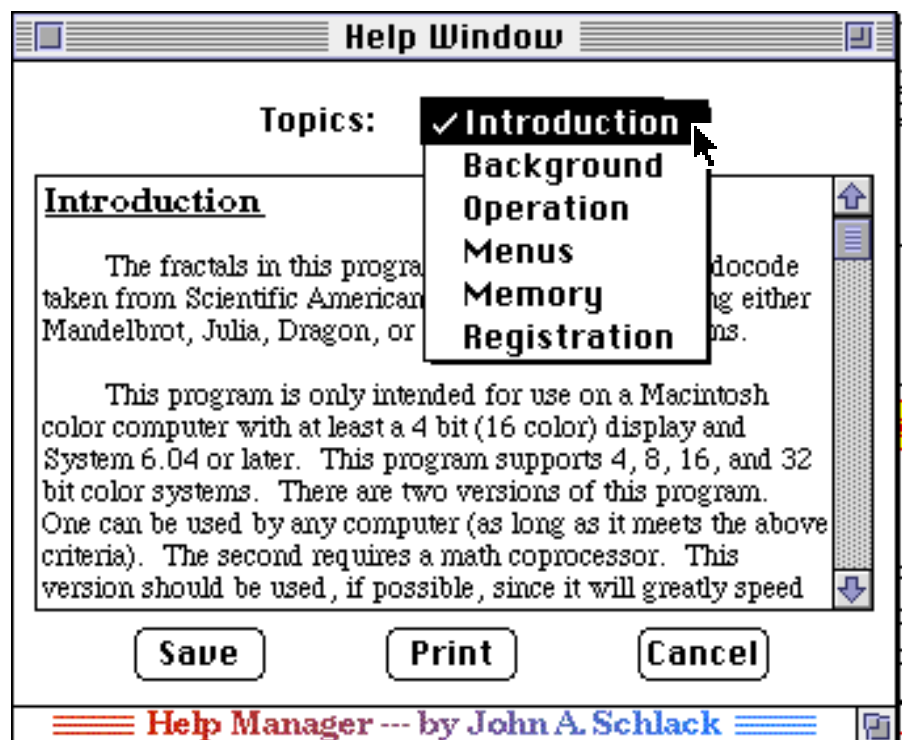 Help Window
Topics:
✓Introduction
Background
Operation
Menus
Memory
Registration
Introduction
The fractals in this docode
taken from Scientific American either
Mandelbrot, Julia, Dragon, or
This program is only intended for use on a Macintosh
color computer with at least a 4 bit (16 color) display and
System 6.04 or later. This program supports 4, 8, 16, and 32
bit color systems. There are two versions of this program.
One can be used by any computer (as long as it meets the above
criteria). The second requires a math coprocessor. This
version should be used, if possible, since it will greatly speed
Save
Print
Cancel
Help Manager --- by John A. Schlack